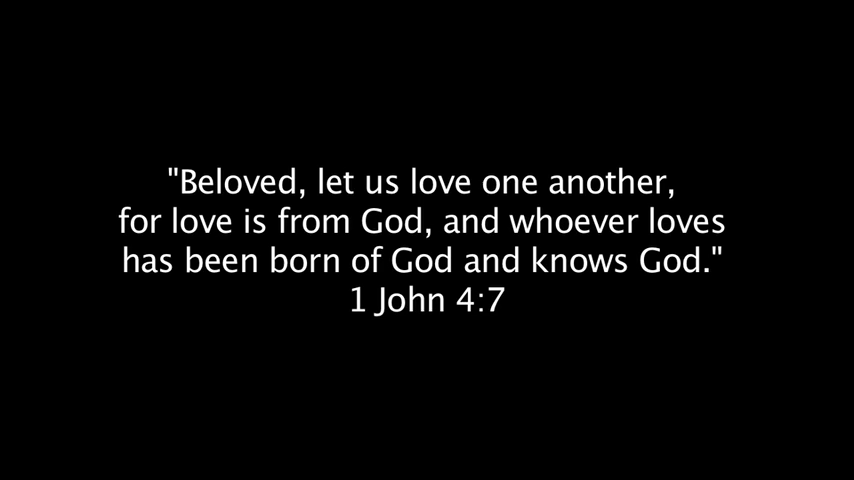 "Beloved, let us love one another,
for love is from God, and whoever loves
has been born of God and knows God."
1 John 4:7